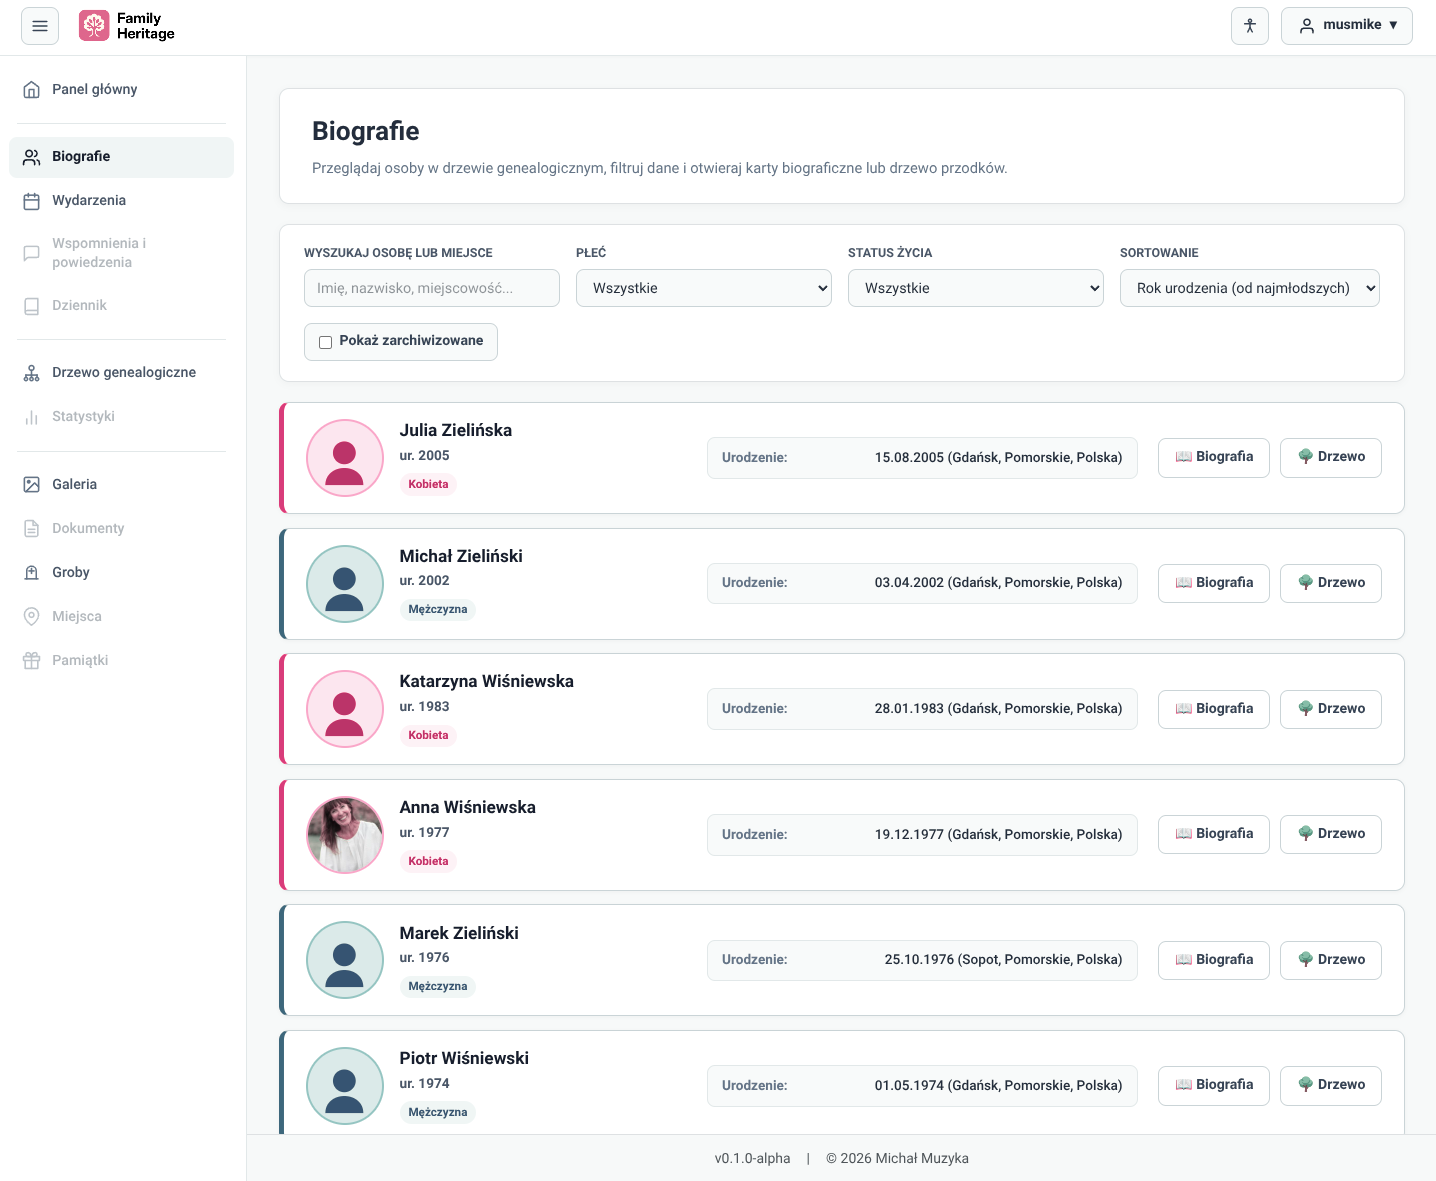 Family
Heritage
musmike ▼
Panel główny
Biografie
Wydarzenia
Wspomnienia i
powiedzenia
Dziennik
Drzewo genealogiczne
Statystyki
Galeria
Dokumenty
Groby
Miejsca
Pamiątki
Biografie
Przeglądaj osoby w drzewie genealogicznym, filtruj dane i otwieraj karty biograficzne lub drzewo przodków.
WYSZUKAJ OSOBĘ LUB MIEJSCE
Imię, nazwisko, miejscowość...
PŁEĆ
Wszystkie
STATUS ŻYCIA
Wszystkie
SORTOWANIE
Rok urodzenia (od najmłodszych)
Pokaż zarchiwizowane
Julia Zielińska
ur. 2005
Kobieta
Urodzenie: 15.08.2005 (Gdańsk, Pomorskie, Polska)
Biografia
Drzewo
Michał Zieliński
ur. 2002
Mężczyzna
Urodzenie: 03.04.2002 (Gdańsk, Pomorskie, Polska)
Biografia
Drzewo
Katarzyna Wiśniewska
ur. 1983
Kobieta
Urodzenie: 28.01.1983 (Gdańsk, Pomorskie, Polska)
Biografia
Drzewo
Anna Wiśniewska
ur. 1977
Kobieta
Urodzenie: 19.12.1977 (Gdańsk, Pomorskie, Polska)
Biografia
Drzewo
Marek Zieliński
ur. 1976
Mężczyzna
Urodzenie: 25.10.1976 (Sopot, Pomorskie, Polska)
Biografia
Drzewo
Piotr Wiśniewski
ur. 1974
Mężczyzna
Urodzenie: 01.05.1974 (Gdańsk, Pomorskie, Polska)
Biografia
Drzewo
v0.1.0-alpha | © 2026 Michał Muzyka